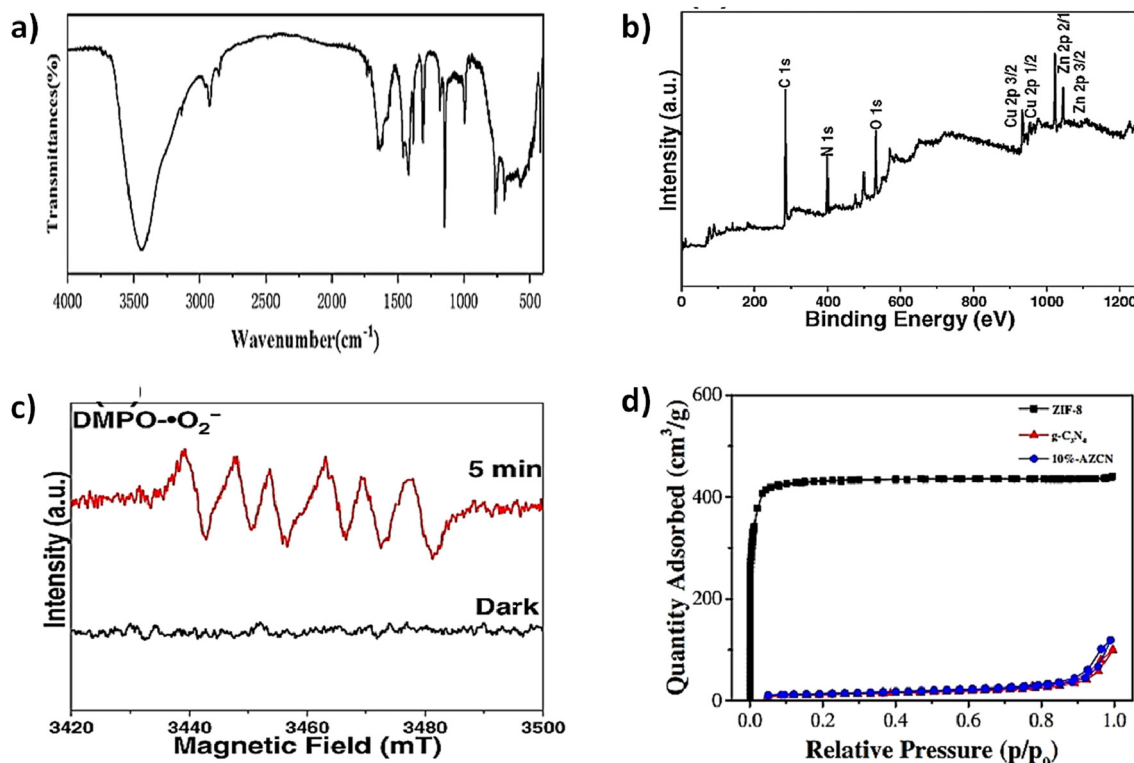 a)
Transmittances(%)
4000 3500 3000 2500 2000 1500 1000 500
Wavenumber(cm-1)
b)
Intensity (a.u.)
C 1s
N 1s
O 1s
Cu 2p 3/2
Cu 2p 1/2
Zn 2p 2/1
Zn 2p 3/2
0 200 400 600 800 1000 1200
Binding Energy (eV)
c)
DMPO-•O₂⁻
5 min
Dark
Intensity (a.u.)
3420 3440 3460 3480 3500
Magnetic Field (mT)
d)
Quantity Adsorbed (cm³/g)
600
400
200
0
ZIF-8
g-C₃N₄
10%-AZCN
0.0 0.2 0.4 0.6 0.8 1.0
Relative Pressure (p/p₀)